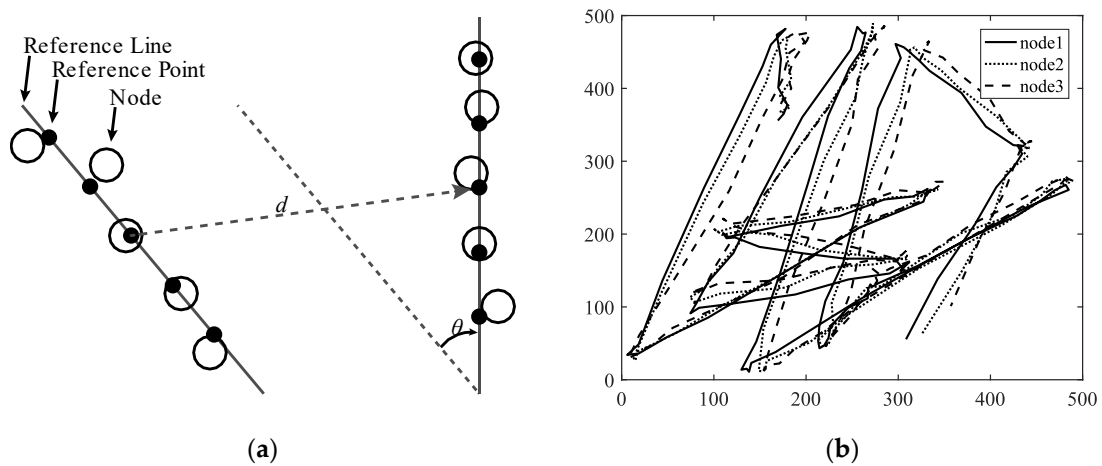 Reference Line
Reference Point
Node
d
θ
(a)
500
400
300
200
100
0
0 100 200 300 400 500
node1
node2
node3
(b)